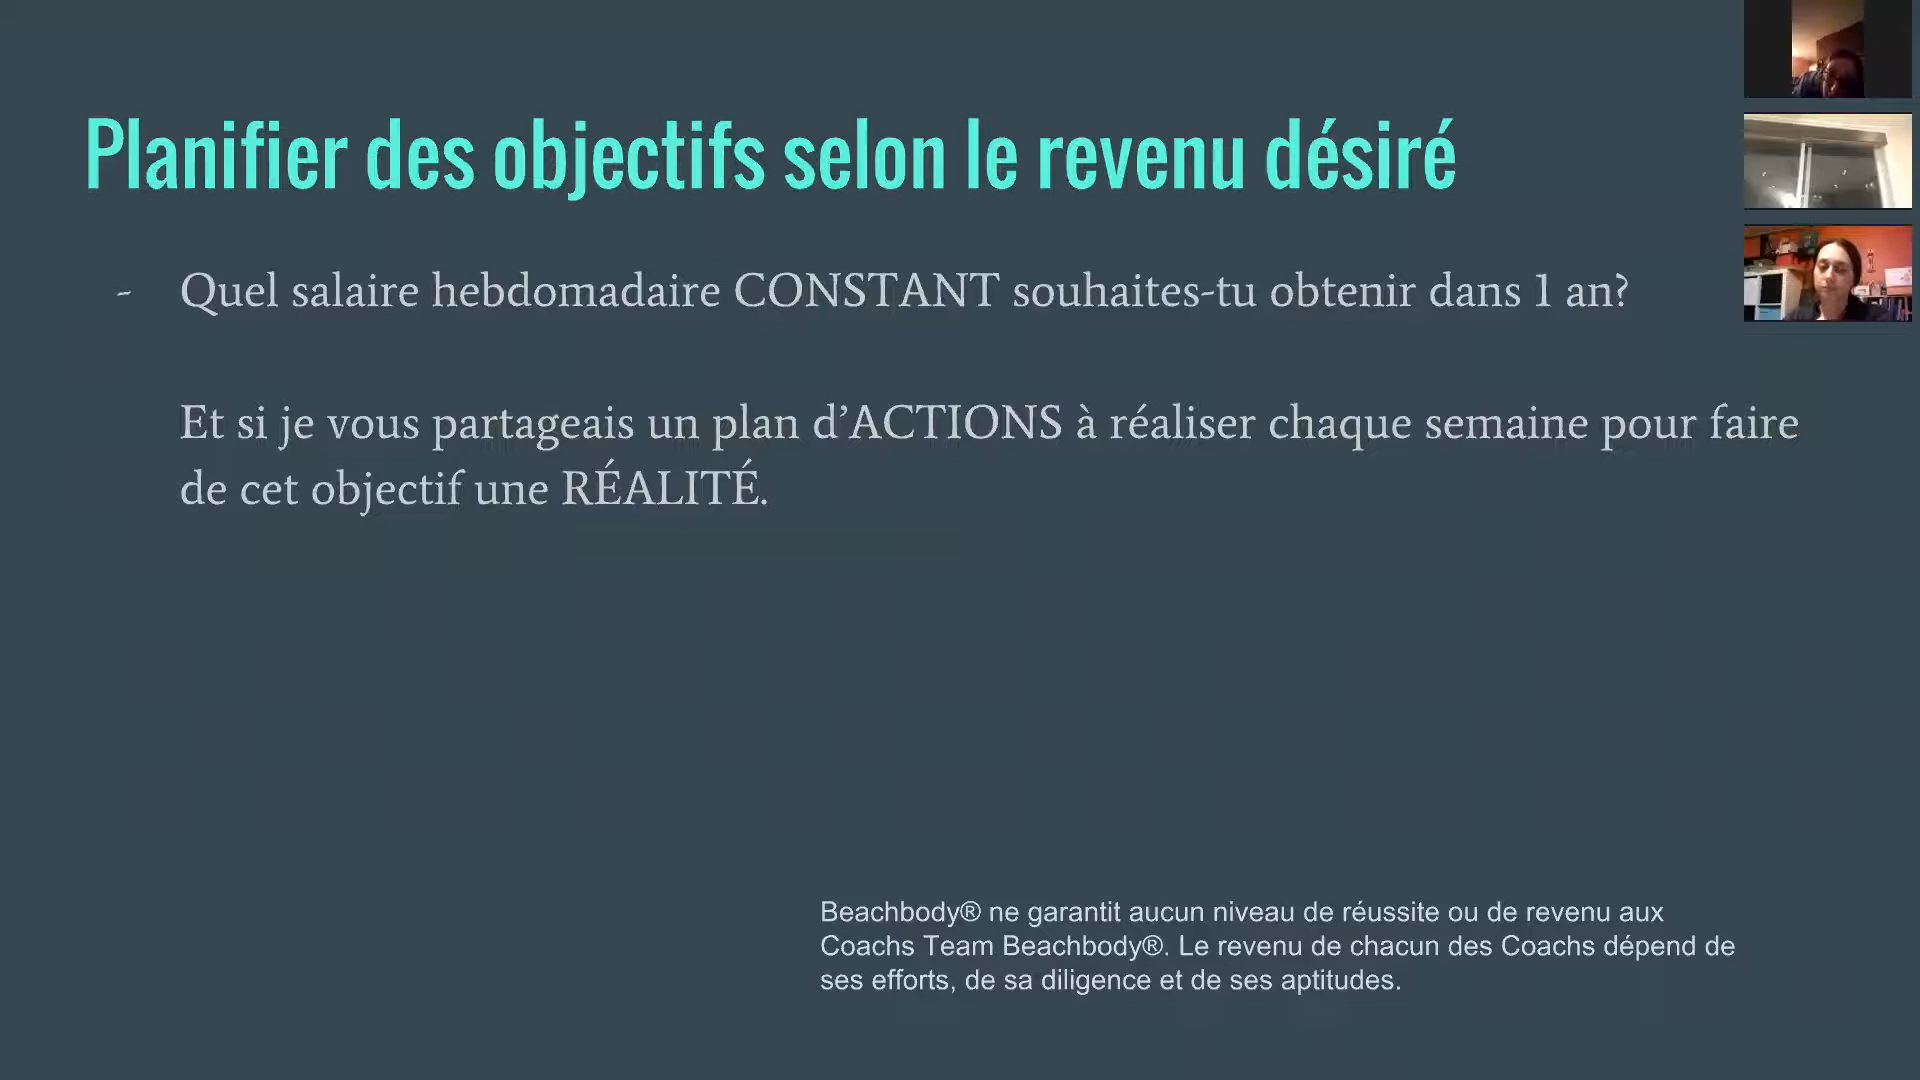 Planifier des objectifs selon le revenu désiré
- Quel salaire hebdomadaire CONSTANT souhaites-tu obtenir dans 1 an?
Et si je vous partageais un plan d’ACTIONS à réaliser chaque semaine pour faire
de cet objectif une RÉALITÉ.
Beachbody® ne garantit aucun niveau de réussite ou de revenu aux
Coachs Team Beachbody®. Le revenu de chacun des Coachs dépend de
ses efforts, de sa diligence et de ses aptitudes.